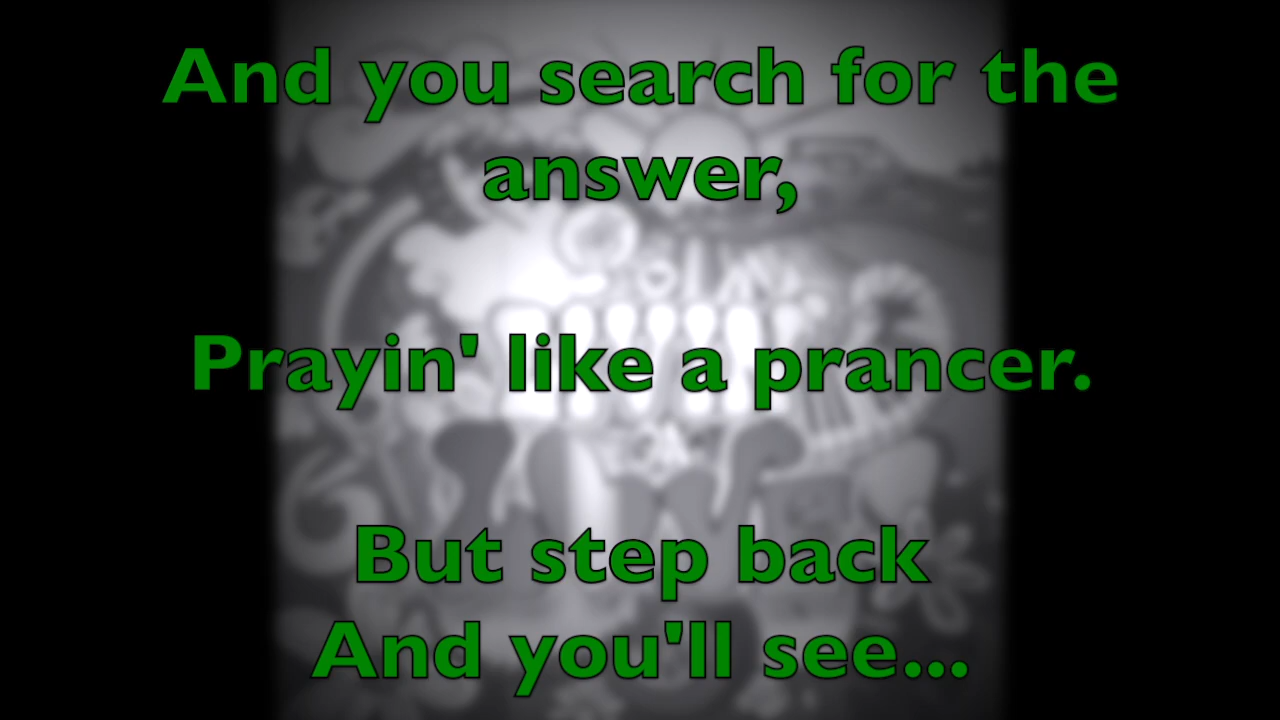 And you search for the
answer,
Prayin' like a prancer.
But step back
And you'll see...